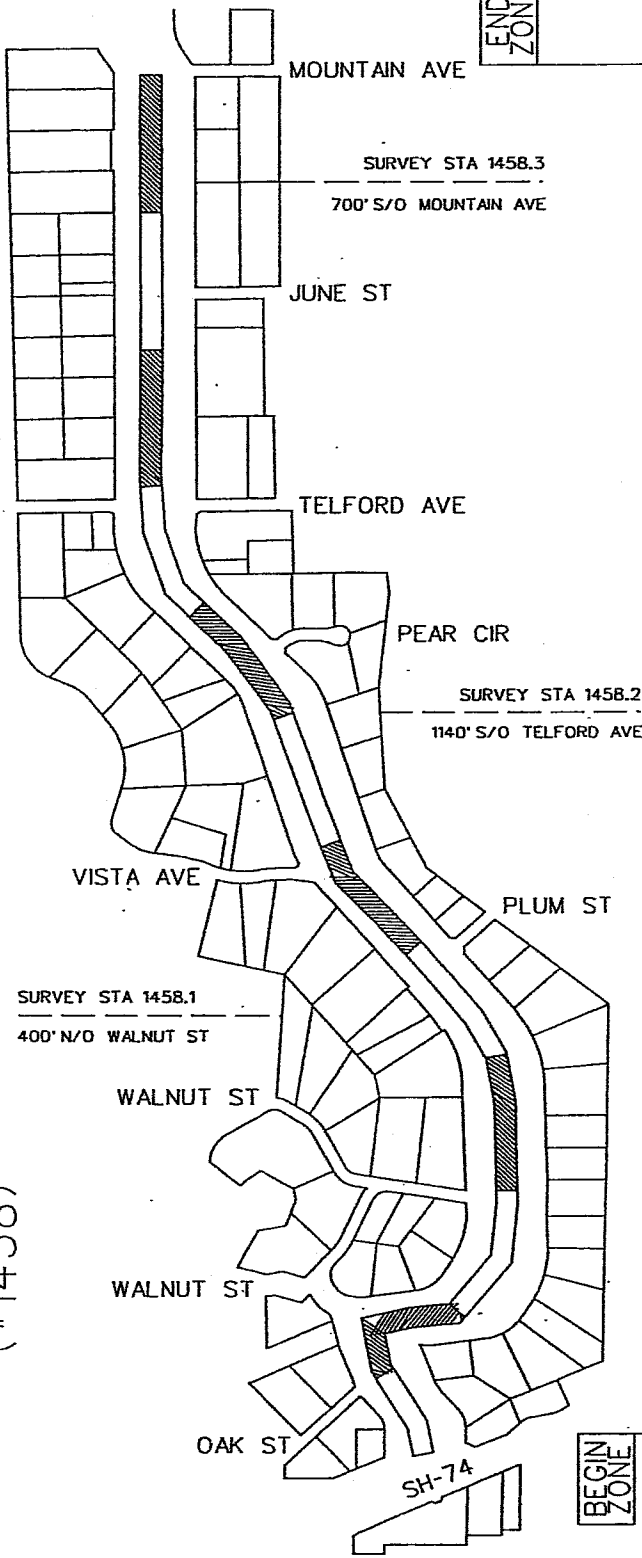 END
ZON
MOUNTAIN AVE
SURVEY STA 1458.3
700' S/O MOUNTAIN AVE
JUNE ST
TELFORD AVE
PEAR CIR
SURVEY STA 1458.2
1140' S/O TELFORD AVE
VISTA AVE
PLUM ST
SURVEY STA 1458.1
400' N/O WALNUT ST
WALNUT ST
WALNUT ST
OAK ST
SH-74
BEGIN
ZONE